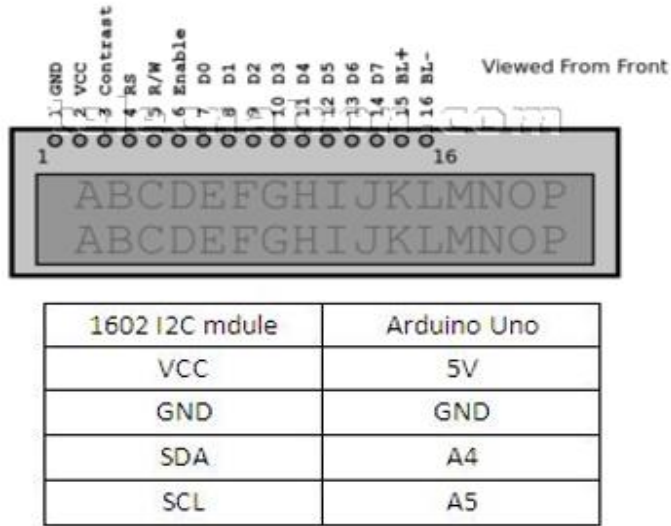 1 GND
2 VCC
3 Contrast
4 RS
5 R/W
6 Enable
7 D0
8 D1
9 D2
10 D3
11 D4
12 D5
13 D6
14 D7
15 BL+
16 BL-
Viewed From Front
1 16
ABCDEFGHIJKLMNOP
ABCDEFGHIJKLMNOP
1602 I2C mdule Arduino Uno
VCC 5V
GND GND
SDA A4
SCL A5